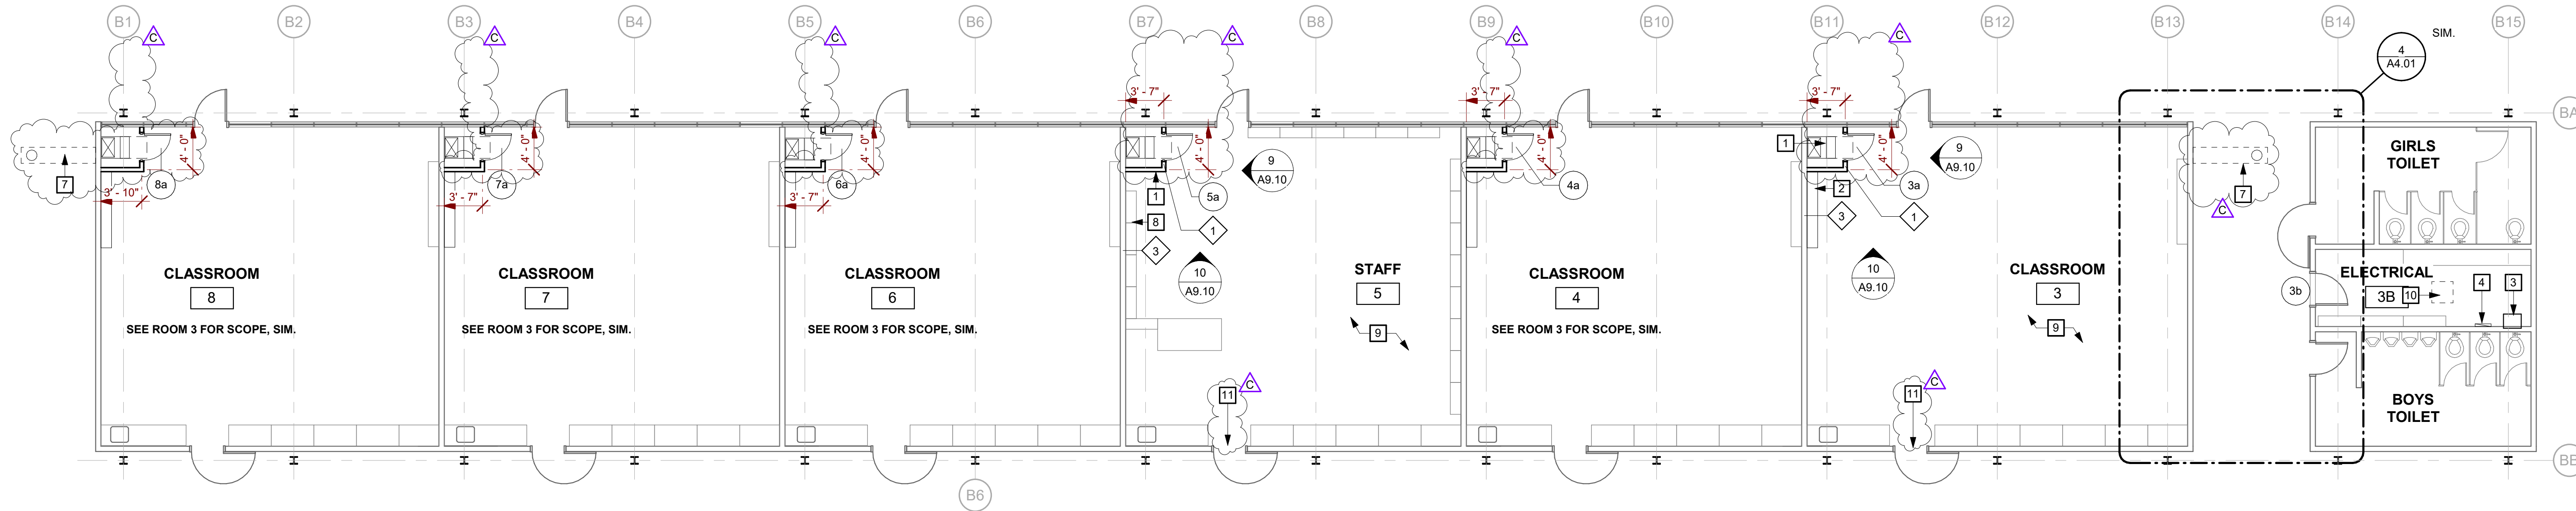 B1
B2
B3
B4
B5
B6
B7
B8
B9
B10
B11
B12
B13
B14
B15
C
C
C
C
C
C
4
A4.01
SIM.
BA
3' - 7"
3' - 7"
3' - 7"
4' - 0"
4' - 0"
4' - 0"
4' - 0"
4' - 0"
4' - 0"
7
3' - 10"
8a
3' - 7"
7a
3' - 7"
6a
1
5a
9
A9.10
4a
1
2
3a
9
A9.10
7
C
GIRLS
TOILET
8
3
1
10
A9.10
3
1
10
A9.10
CLASSROOM
8
SEE ROOM 3 FOR SCOPE, SIM.
CLASSROOM
7
SEE ROOM 3 FOR SCOPE, SIM.
CLASSROOM
6
SEE ROOM 3 FOR SCOPE, SIM.
STAFF
5
9
CLASSROOM
4
SEE ROOM 3 FOR SCOPE, SIM.
CLASSROOM
3
9
ELECTRICAL
3B
10
4
3
3b
BOYS
TOILET
11
C
11
C
B6